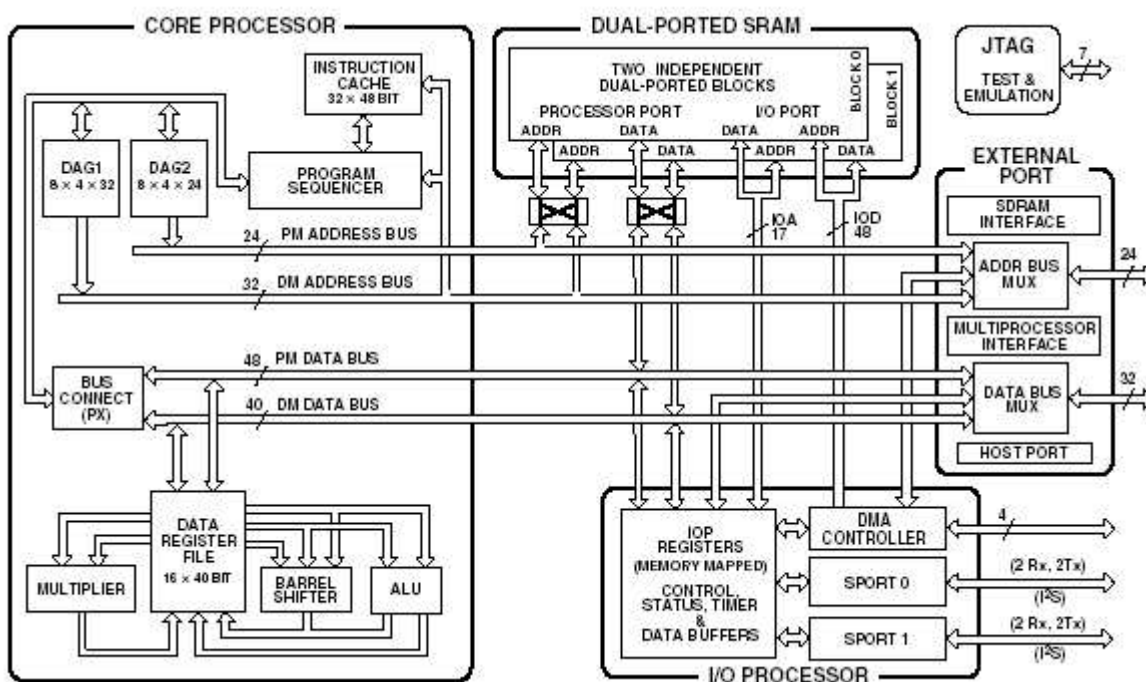 CORE PROCESSOR
INSTRUCTION
CACHE
32 × 48 BIT
DAG1
8 × 4 × 32
DAG2
8 × 4 × 24
PROGRAM
SEQUENCER
24 PM ADDRESS BUS
32 DM ADDRESS BUS
48 PM DATA BUS
BUS
CONNECT
(PX)
40 DM DATA BUS
DATA
REGISTER
FILE
16 × 40 BIT
MULTIPLIER
BARREL
SHIFTER
ALU
DUAL-PORTED SRAM
TWO INDEPENDENT
DUAL-PORTED BLOCKS
PROCESSOR PORT I/O PORT
ADDR DATA DATA ADDR
ADDR DATA ADDR DATA
BLOCK 0
BLOCK 1
IOA
17
IOD
48
JTAG
TEST &
EMULATION
7
EXTERNAL
PORT
SDRAM
INTERFACE
ADDR BUS
MUX
24
MULTIPROCESSOR
INTERFACE
DATA BUS
MUX
32
HOST PORT
IOP
REGISTERS
(MEMORY MAPPED)
CONTROL,
STATUS, TIMER
&
DATA BUFFERS
DMA
CONTROLLER
4
SPORT 0
(2 Rx, 2Tx)
(I²S)
SPORT 1
(2 Rx, 2Tx)
(I²S)
I/O PROCESSOR